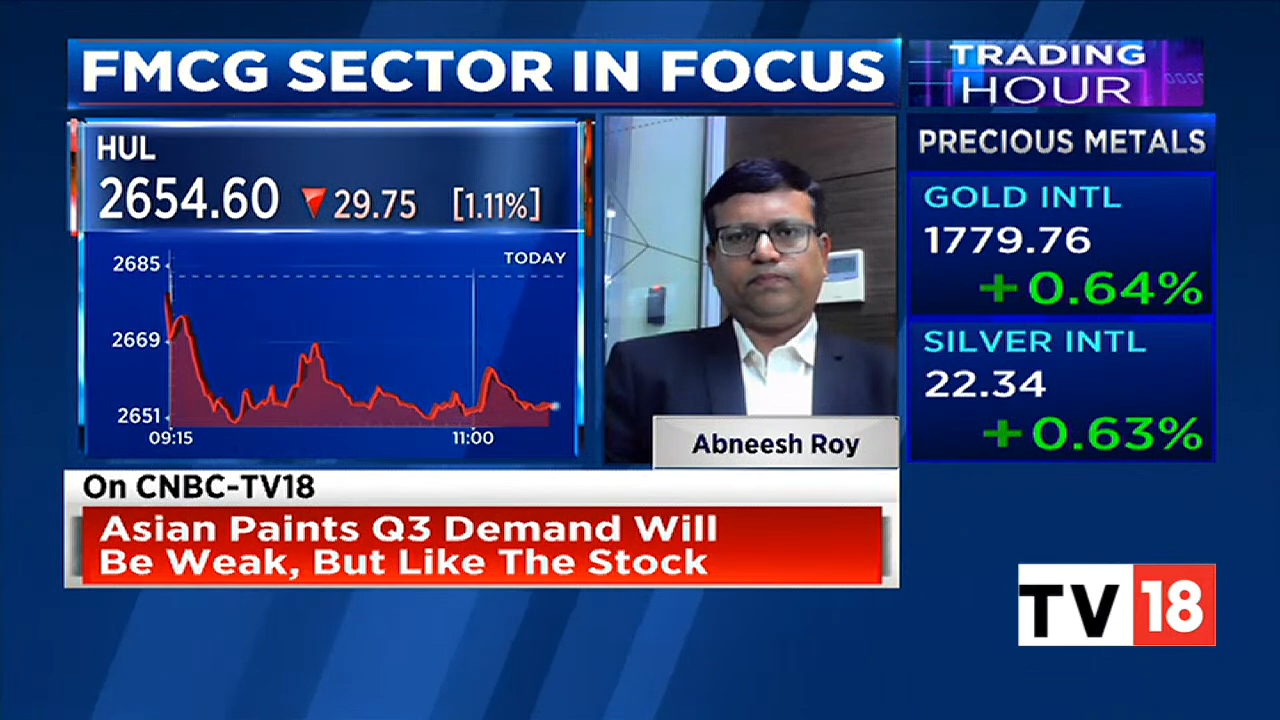 FMCG SECTOR IN FOCUS
TRADING
HOUR
HUL
2654.60 29.75 [1.11%]
TODAY
2685
2669
2651
09:15 11:00
Abneesh Roy
PRECIOUS METALS
GOLD INTL
1779.76
+0.64%
SILVER INTL
22.34
+0.63%
On CNBC-TV18
Asian Paints Q3 Demand Will
Be Weak, But Like The Stock
TV18